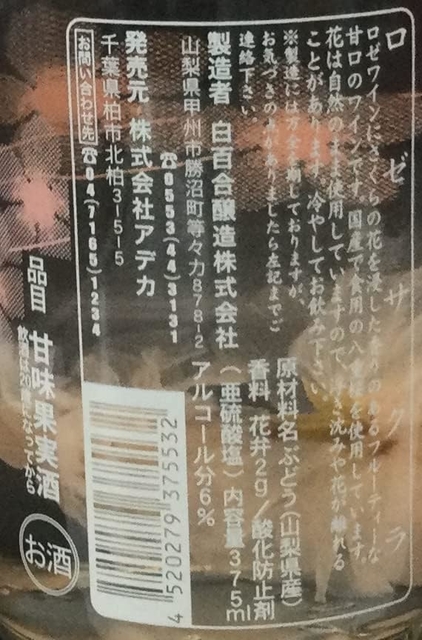 ロゼサクラ
ロゼワインにさくらの花を浸した香りのあるフルーティーな
甘口のワインです。国産で食用の八重桜を使用しています。
花は自然のまま使用していますので、浮き沈みや花が離れる
ことがあります。冷やしてお飲み下さい。
※製造には万全を期しておりますが、
お気づきの点がありましたら左記までご
連絡下さい。
製造者 白百合醸造株式会社
山梨県甲州市勝沼町等々力878-2
☎0553(44)3131
発売元 株式会社アデカ
千葉県柏市北柏3-5-5
お問い合わせ先 ☎04(7165)1234
原材料名 ぶどう(山梨県産)
香料 花弁2g/酸化防止剤
(亜硫酸塩) 内容量375ml
アルコール分6%
4 520279 375532
品目 甘味果実酒
飲酒は20歳になってから
お酒